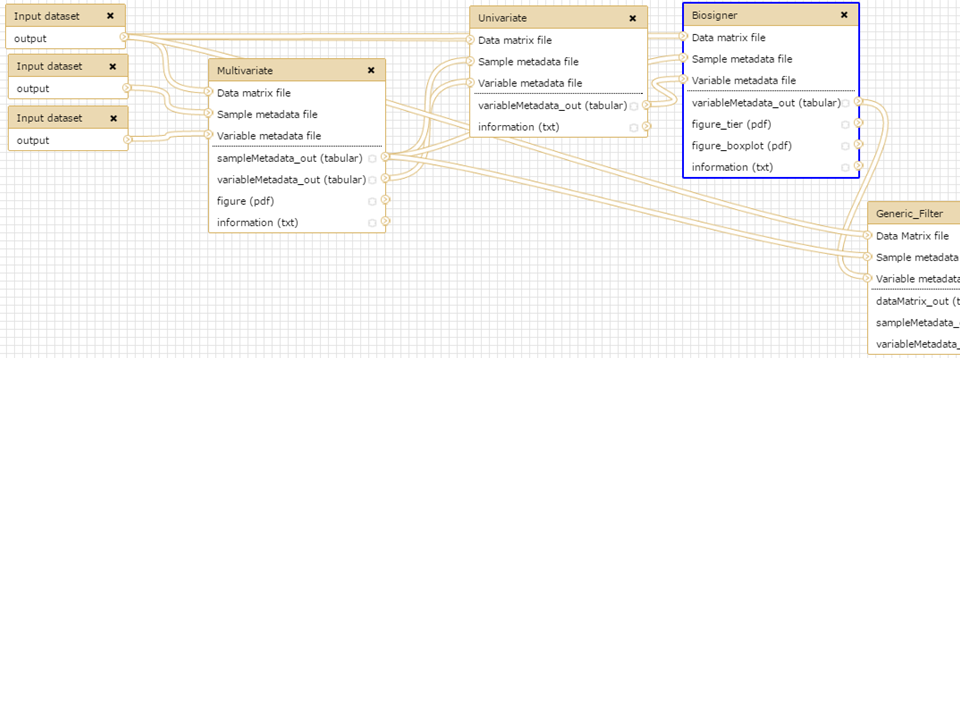 Input dataset
output
Input dataset
output
Input dataset
output
Multivariate
Data matrix file
Sample metadata file
Variable metadata file
sampleMetadata_out (tabular)
variableMetadata_out (tabular)
figure (pdf)
information (txt)
Univariate
Data matrix file
Sample metadata file
Variable metadata file
variableMetadata_out (tabular)
information (txt)
Biosigner
Data matrix file
Sample metadata file
Variable metadata file
variableMetadata_out (tabular)
figure_tier (pdf)
figure_boxplot (pdf)
information (txt)
Generic_Filter
Data Matrix file
Sample metadata
Variable metadata
dataMatrix_out (t
sampleMetadata_
variableMetadata_